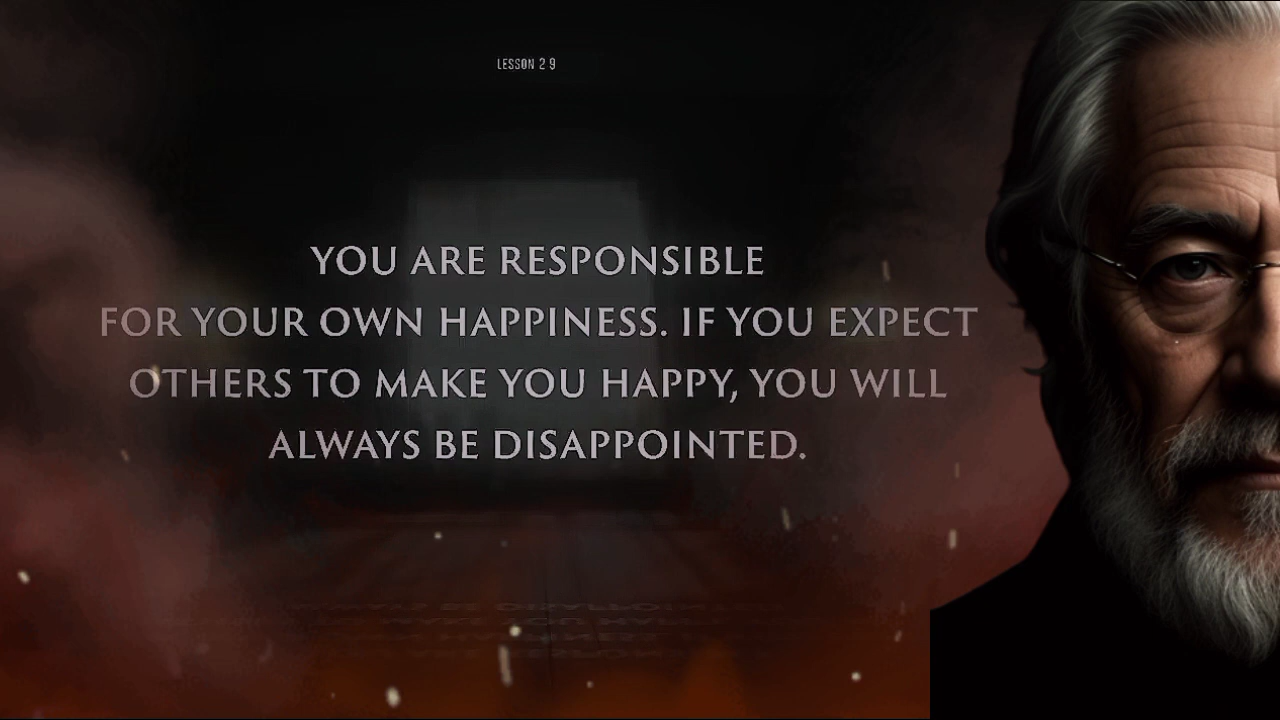 LESSON 29
YOU ARE RESPONSIBLE
FOR YOUR OWN HAPPINESS. IF YOU EXPECT
OTHERS TO MAKE YOU HAPPY, YOU WILL
ALWAYS BE DISAPPOINTED.